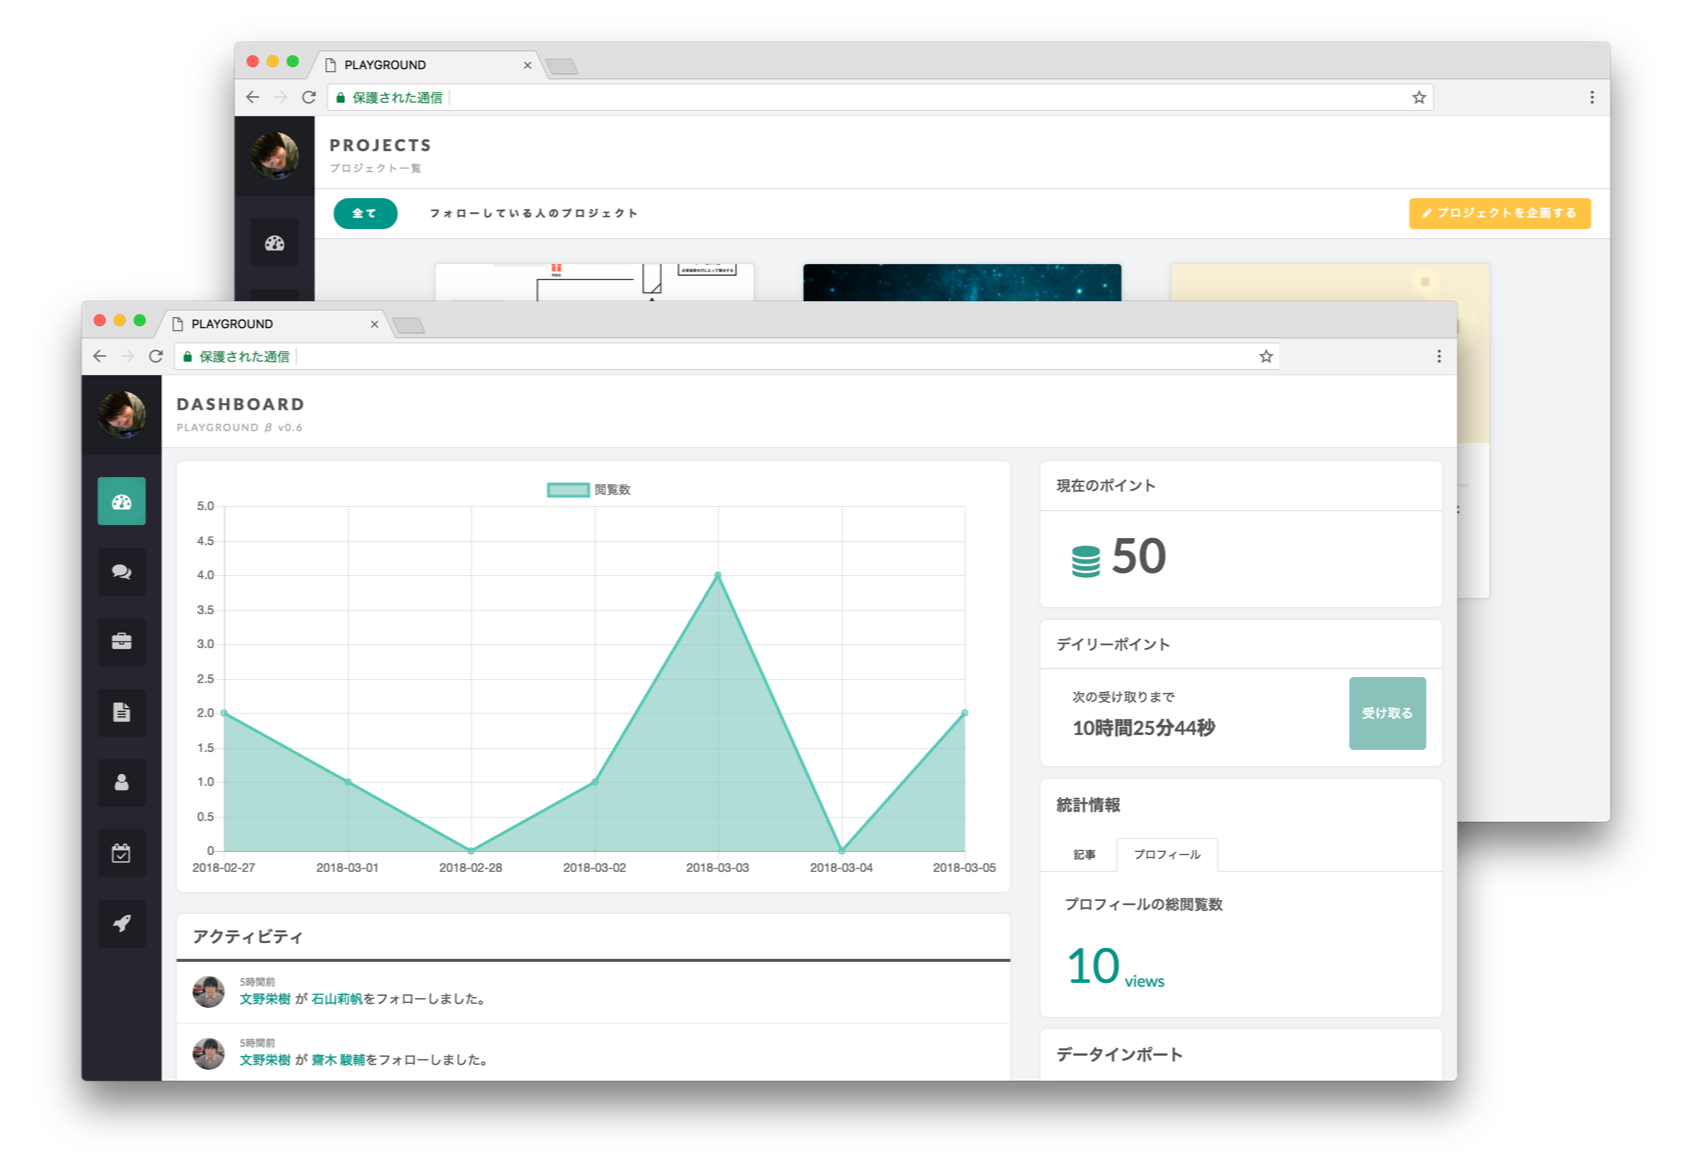 PLAYGROUND
保護された通信
PROJECTS
プロジェクト一覧
全て
フォローしている人のプロジェクト
プロジェクトを企画する
PLAYGROUND
保護された通信
DASHBOARD
PLAYGROUND β v0.6
閲覧数
5.0
4.5
4.0
3.5
3.0
2.5
2.0
1.5
1.0
0.5
0
2018-02-27
2018-03-01
2018-02-28
2018-03-02
2018-03-03
2018-03-04
2018-03-05
アクティビティ
5時間前
文野栄樹 が 石山莉帆をフォローしました。
5時間前
文野栄樹 が 齋木 駿輔をフォローしました。
現在のポイント
50
デイリーポイント
次の受け取りまで
10時間25分44秒
受け取る
統計情報
記事
プロフィール
プロフィールの総閲覧数
10 views
データインポート